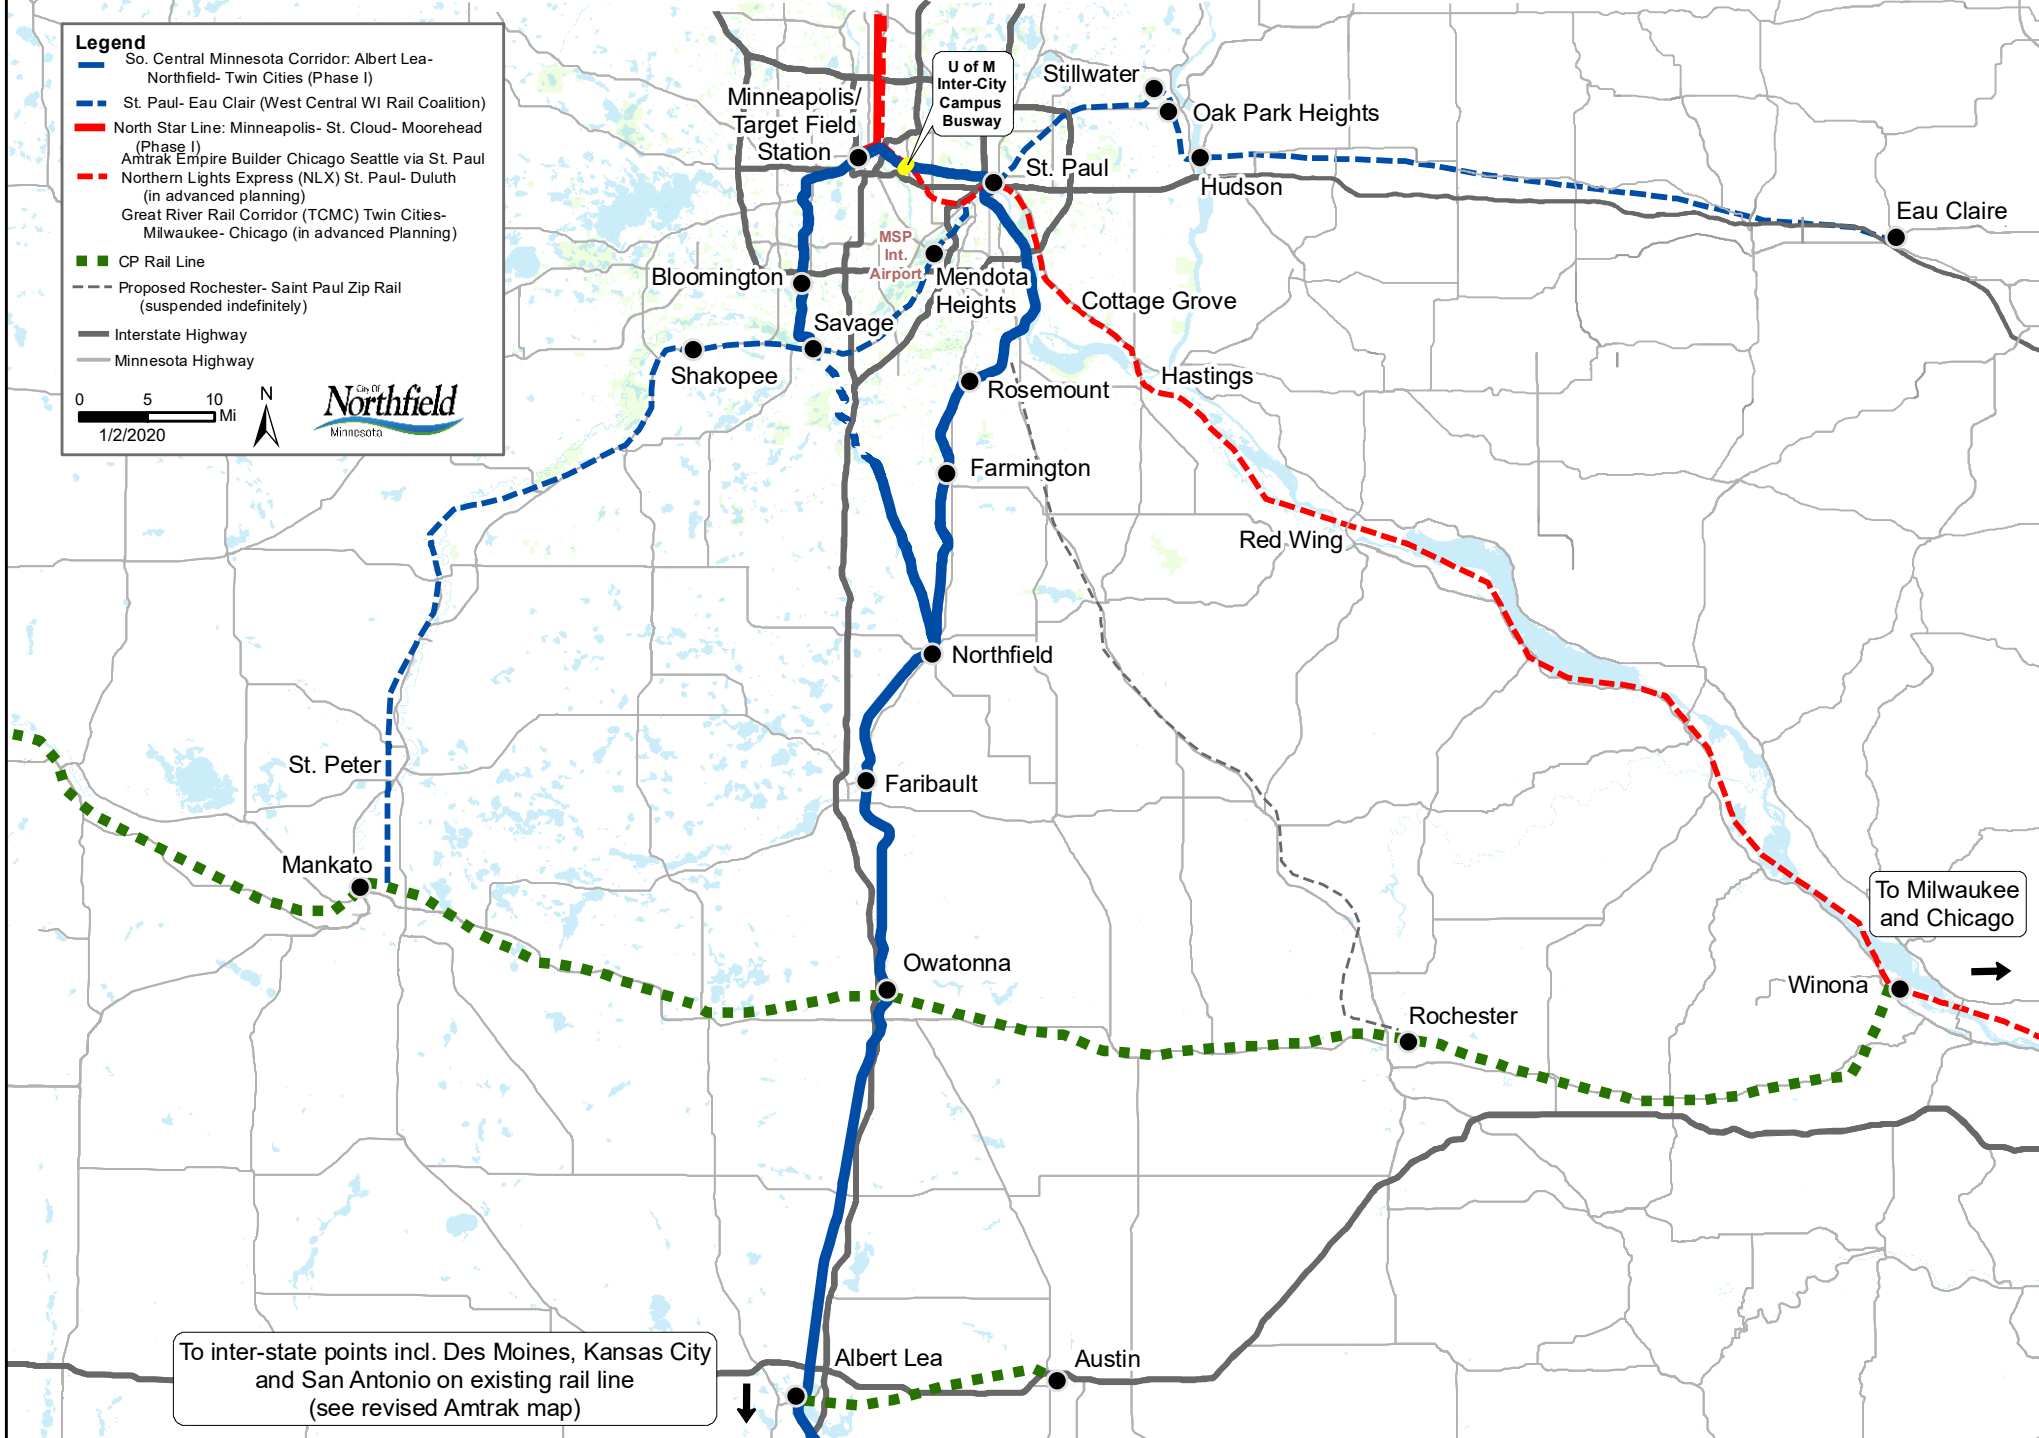 Legend
So. Central Minnesota Corridor: Albert Lea-
Northfield- Twin Cities (Phase I)
St. Paul- Eau Clair (West Central WI Rail Coalition)
North Star Line: Minneapolis- St. Cloud- Moorehead
(Phase I)
Amtrak Empire Builder Chicago Seattle via St. Paul
Northern Lights Express (NLX) St. Paul- Duluth
(in advanced planning)
Great River Rail Corridor (TCMC) Twin Cities-
Milwaukee- Chicago (in advanced Planning)
CP Rail Line
Proposed Rochester- Saint Paul Zip Rail
(suspended indefinitely)
Interstate Highway
Minnesota Highway
0 5 10
Mi
1/2/2020
N
City Of
Northfield
Minnesota
U of M
Inter-City
Campus
Busway
Minneapolis/
Target Field
Station
Stillwater
Oak Park Heights
St. Paul
Hudson
Eau Claire
MSP
Int.
Airport
Bloomington
Mendota
Heights
Cottage Grove
Savage
Shakopee
Rosemount
Hastings
Farmington
Red Wing
Northfield
St. Peter
Faribault
Mankato
To Milwaukee
and Chicago
Owatonna
Winona
Rochester
To inter-state points incl. Des Moines, Kansas City
and San Antonio on existing rail line
(see revised Amtrak map)
Albert Lea
Austin